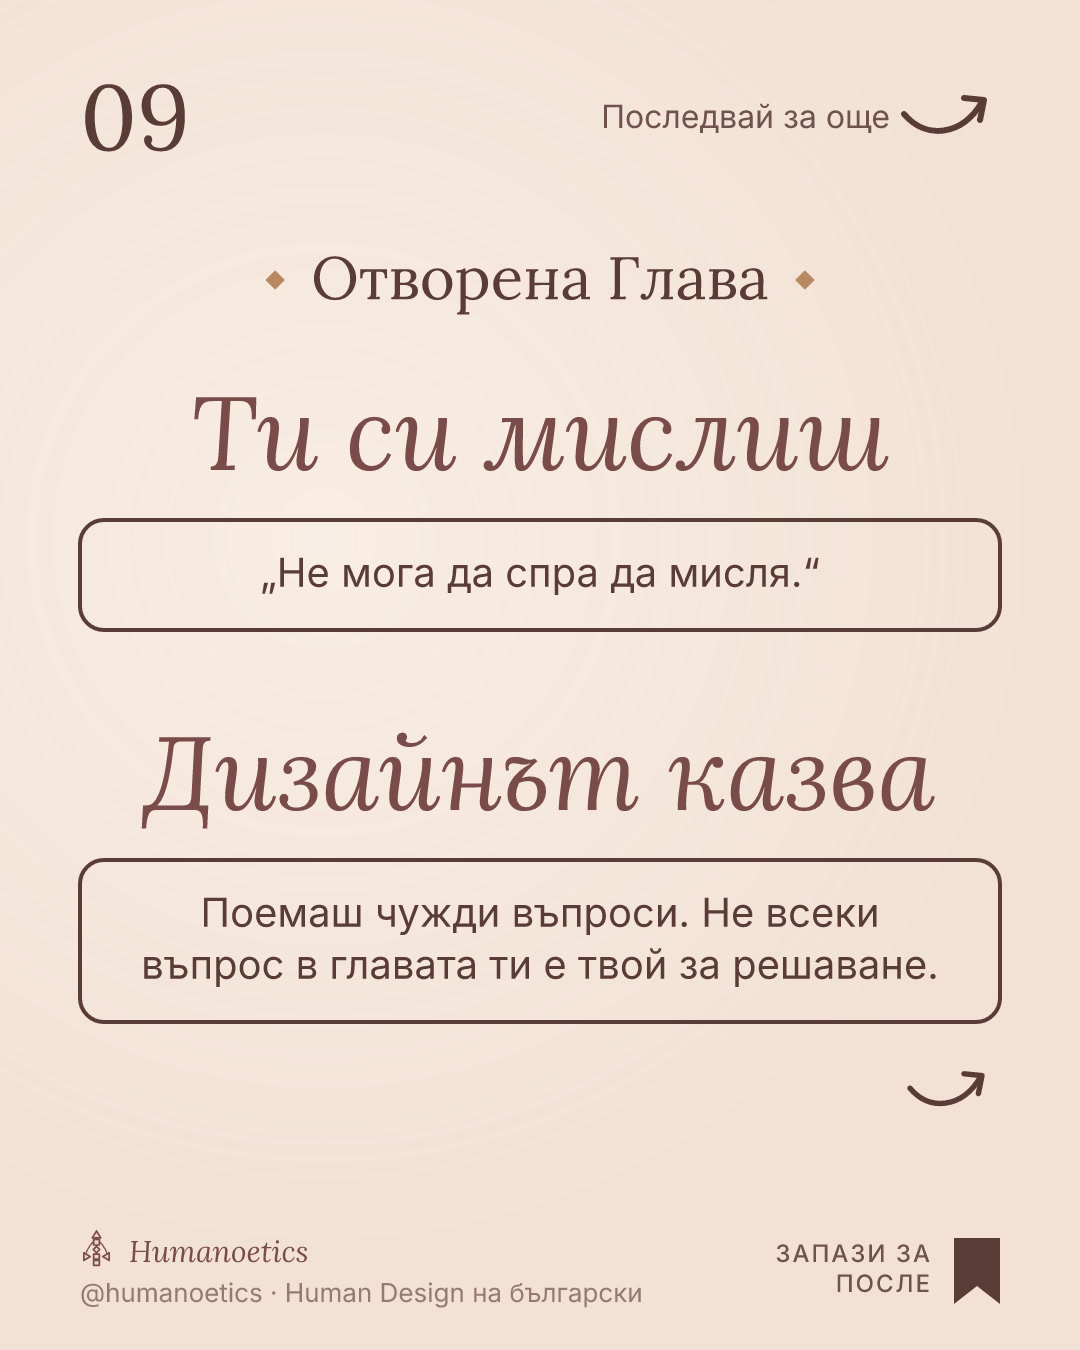 09
Последвай за още
Отворена Глава
Ти си мислиш
„Не мога да спра да мисля.“
Дизайнът казва
Поемаш чужди въпроси. Не всеки
въпрос в главата ти е твой за решаване.
Humanoetics
@humanoetics · Human Design на български
ЗАПАЗИ ЗА
ПОСЛЕ